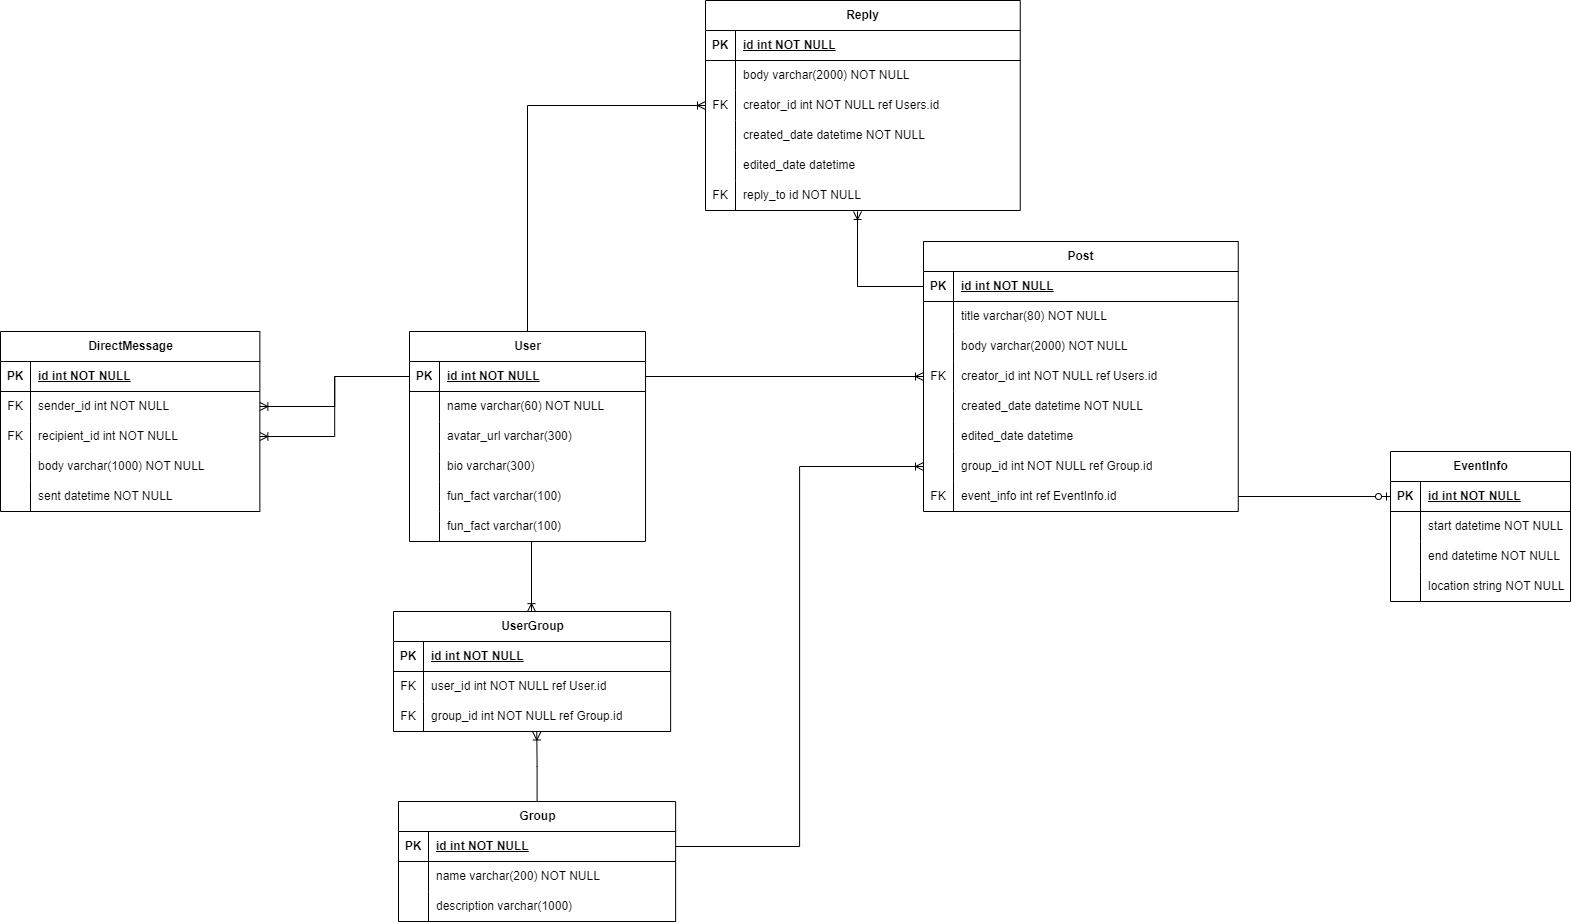 Reply
PK id int NOT NULL
body varchar(2000) NOT NULL
FK creator_id int NOT NULL ref Users.id
created_date datetime NOT NULL
edited_date datetime
FK reply_to id NOT NULL
Post
PK id int NOT NULL
title varchar(80) NOT NULL
body varchar(2000) NOT NULL
FK creator_id int NOT NULL ref Users.id
created_date datetime NOT NULL
edited_date datetime
group_id int NOT NULL ref Group.id
FK event_info int ref EventInfo.id
DirectMessage
PK id int NOT NULL
FK sender_id int NOT NULL
FK recipient_id int NOT NULL
body varchar(1000) NOT NULL
sent datetime NOT NULL
User
PK id int NOT NULL
name varchar(60) NOT NULL
avatar_url varchar(300)
bio varchar(300)
fun_fact varchar(100)
fun_fact varchar(100)
EventInfo
PK id int NOT NULL
start datetime NOT NULL
end datetime NOT NULL
location string NOT NULL
UserGroup
PK id int NOT NULL
FK user_id int NOT NULL ref User.id
FK group_id int NOT NULL ref Group.id
Group
PK id int NOT NULL
name varchar(200) NOT NULL
description varchar(1000)